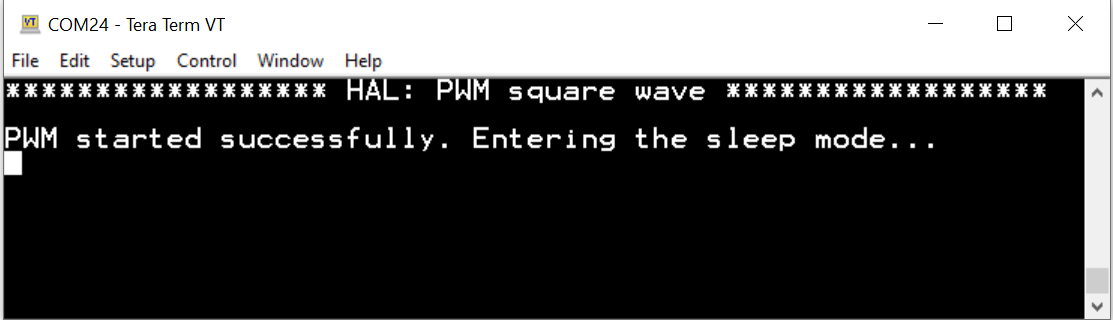 VT
COM24 - Tera Term VT
File Edit Setup Control Window Help
****************** HAL: PWM square wave ******************
PWM started successfully. Entering the sleep mode...